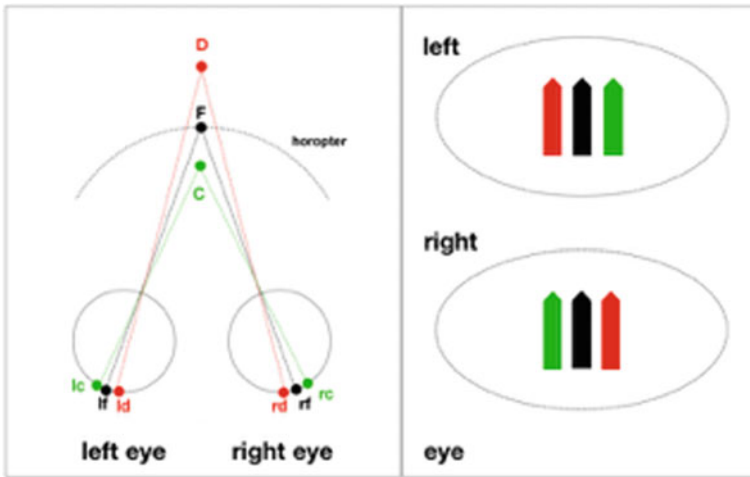 D
F
horopter
C
lc
lf
ld
rd
rf
rc
left eye
right eye
left
right
eye